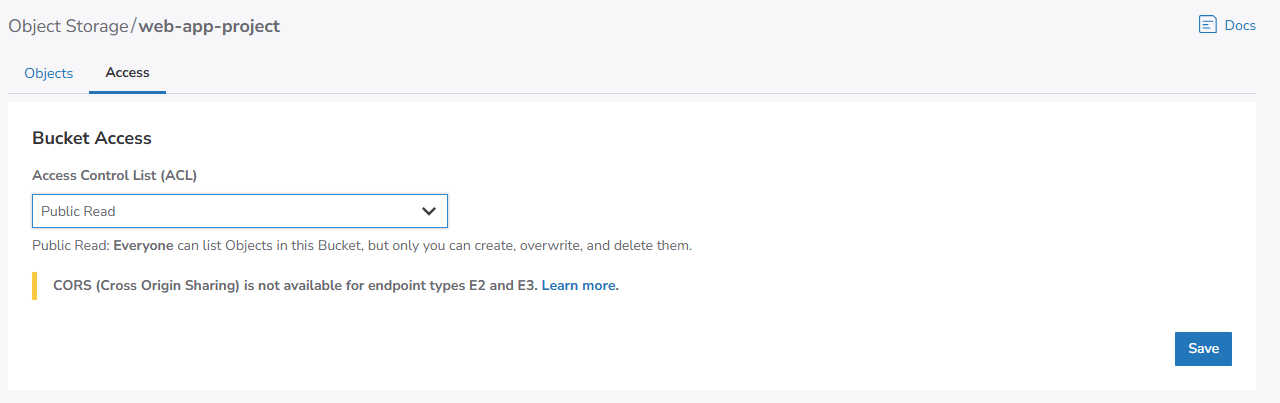 Object Storage/web-app-project
Docs
Objects
Access
Bucket Access
Access Control List (ACL)
Public Read
Public Read: Everyone can list Objects in this Bucket, but only you can create, overwrite, and delete them.
CORS (Cross Origin Sharing) is not available for endpoint types E2 and E3. Learn more.
Save